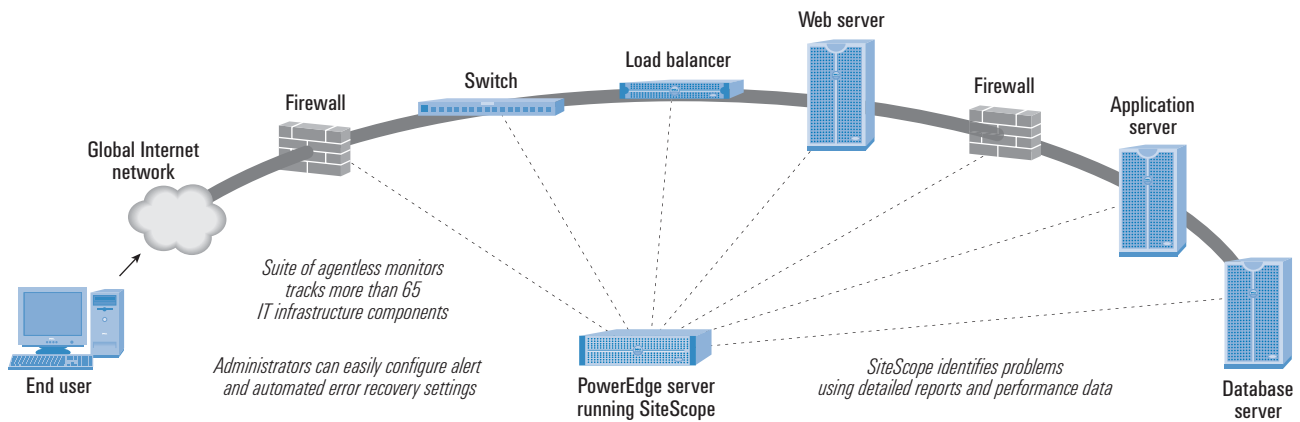 Web server
Load balancer
Switch
Firewall
Firewall
Application
server
Global Internet
network
Suite of agentless monitors
tracks more than 65
IT infrastructure components
Administrators can easily configure alert
and automated error recovery settings
SiteScope identifies problems
using detailed reports and performance data
End user
PowerEdge server
running SiteScope
Database
server